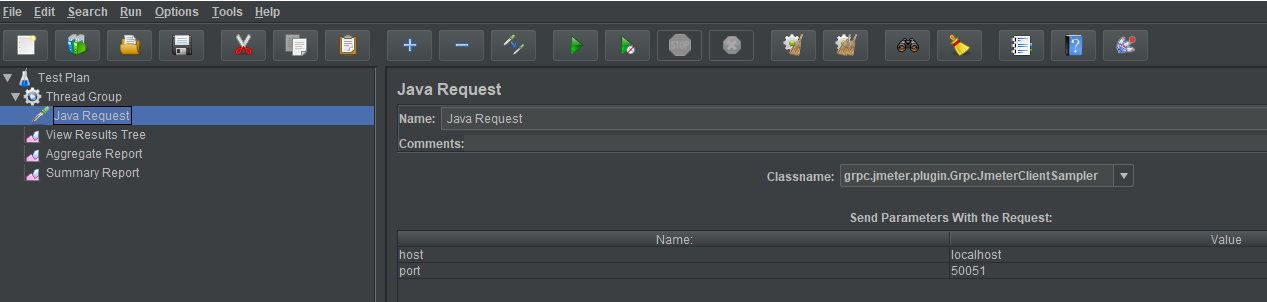 File Edit Search Run Options Tools Help
STOP
Test Plan
Thread Group
Java Request
View Results Tree
Aggregate Report
Summary Report
Java Request
Name: Java Request
Comments:
Classname: grpc.jmeter.plugin.GrpcJmeterClientSampler
Send Parameters With the Request:
Name: Value
host localhost
port 50051